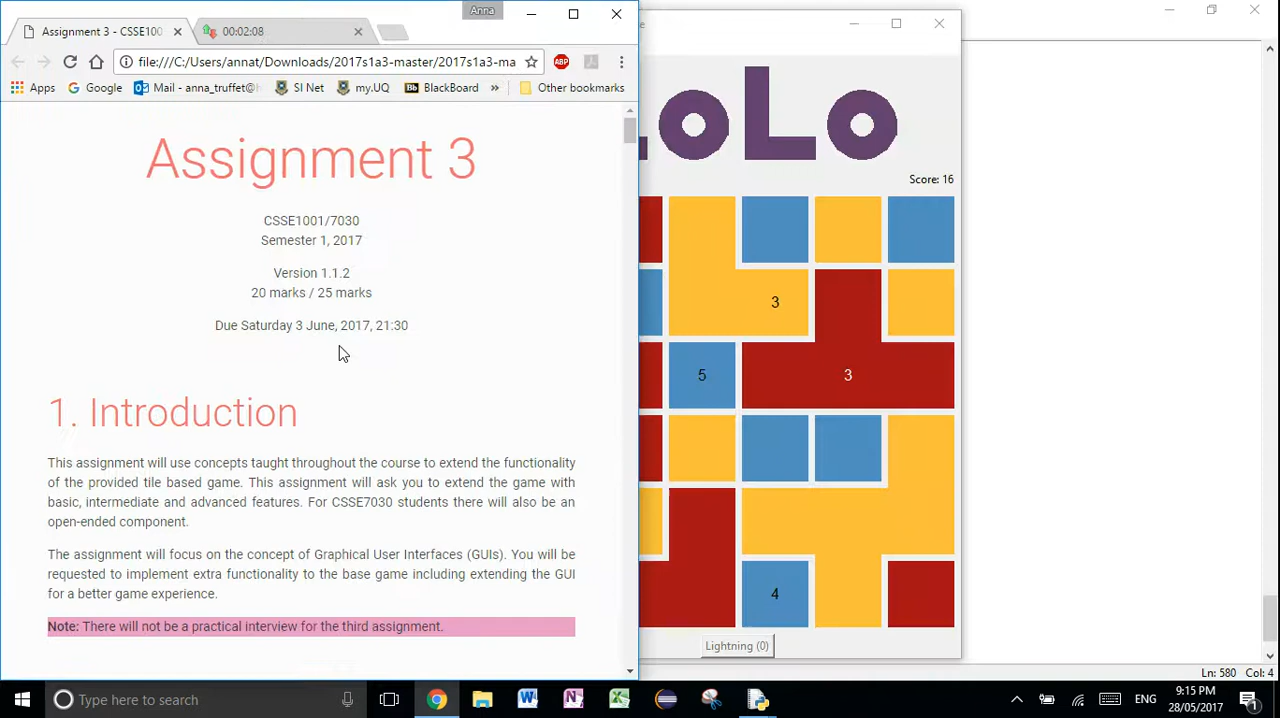 Anna
Assignment 3 - CSSE100
00:02:08
file:///C:/Users/annat/Downloads/2017s1a3-master/2017s1a3-ma
ABP
Apps
Google
Mail - anna_truffet@
SI Net
my.UQ
Bb
BlackBoard
»
Other bookmarks
Assignment 3
CSSE1001/7030
Semester 1, 2017
Version 1.1.2
20 marks / 25 marks
Due Saturday 3 June, 2017, 21:30
1. Introduction
This assignment will use concepts taught throughout the course to extend the functionality
of the provided tile based game. This assignment will ask you to extend the game with
basic, intermediate and advanced features. For CSSE7030 students there will also be an
open-ended component.
The assignment will focus on the concept of Graphical User Interfaces (GUIs). You will be
requested to implement extra functionality to the base game including extending the GUI
for a better game experience.
Note: There will not be a practical interview for the third assignment.
LoLo
Score: 16
3
5
3
4
Lightning (0)
Ln: 580 Col: 4
Type here to search
ENG
9:15 PM
28/05/2017
1